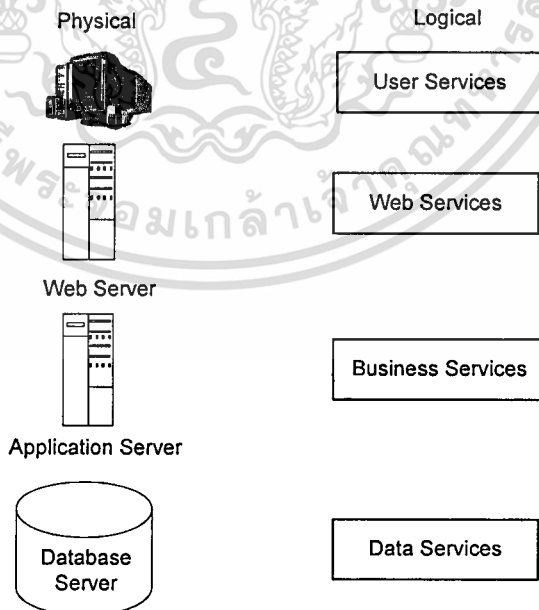 Physical
Logical
User Services
Web Services
Web Server
Business Services
Application Server
Database
Server
Data Services